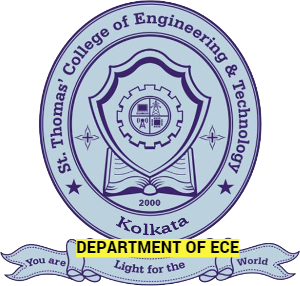 St. Thomas' College of Engineering & Technology
2000
Kolkata
DEPARTMENT OF ECE
You are Light for the World